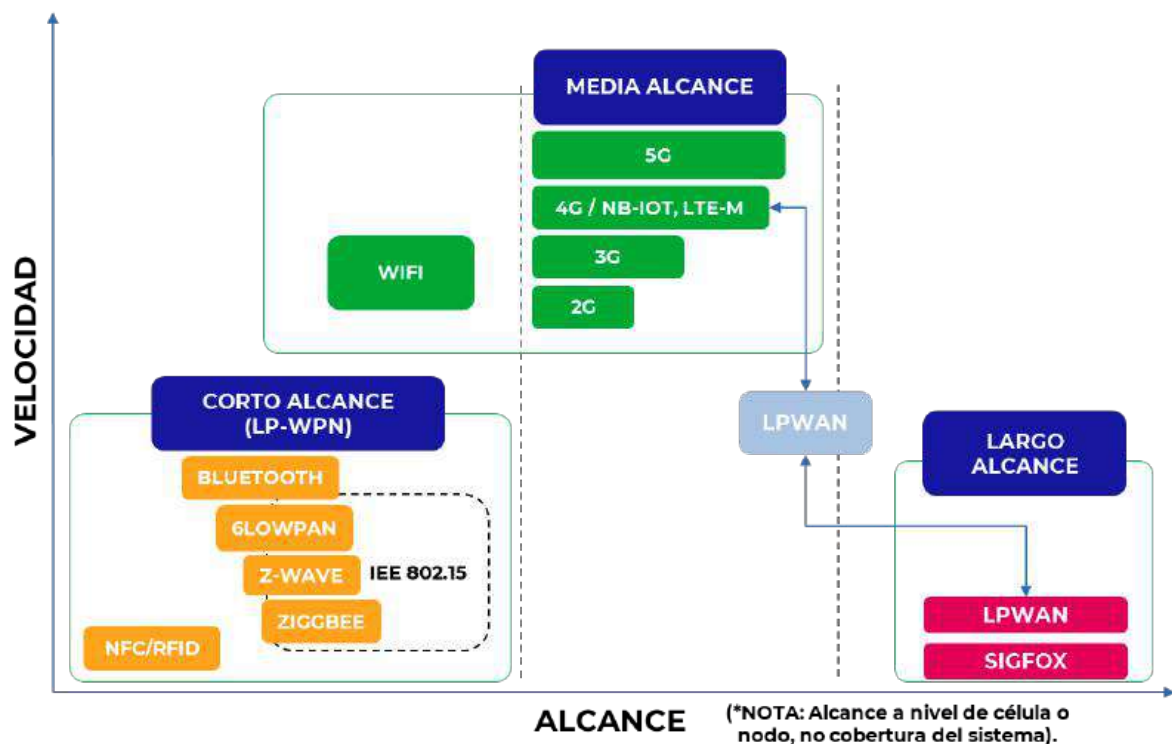 VELOCIDAD
MEDIA ALCANCE
5G
4G / NB-IOT, LTE-M
3G
2G
WIFI
CORTO ALCANCE
(LP-WPN)
BLUETOOTH
6LOWPAN
Z-WAVE
IEE 802.15
ZIGGBEE
NFC/RFID
LPWAN
LARGO
ALCANCE
LPWAN
SIGFOX
ALCANCE
(*NOTA: Alcance a nivel de célula o
nodo, no cobertura del sistema).